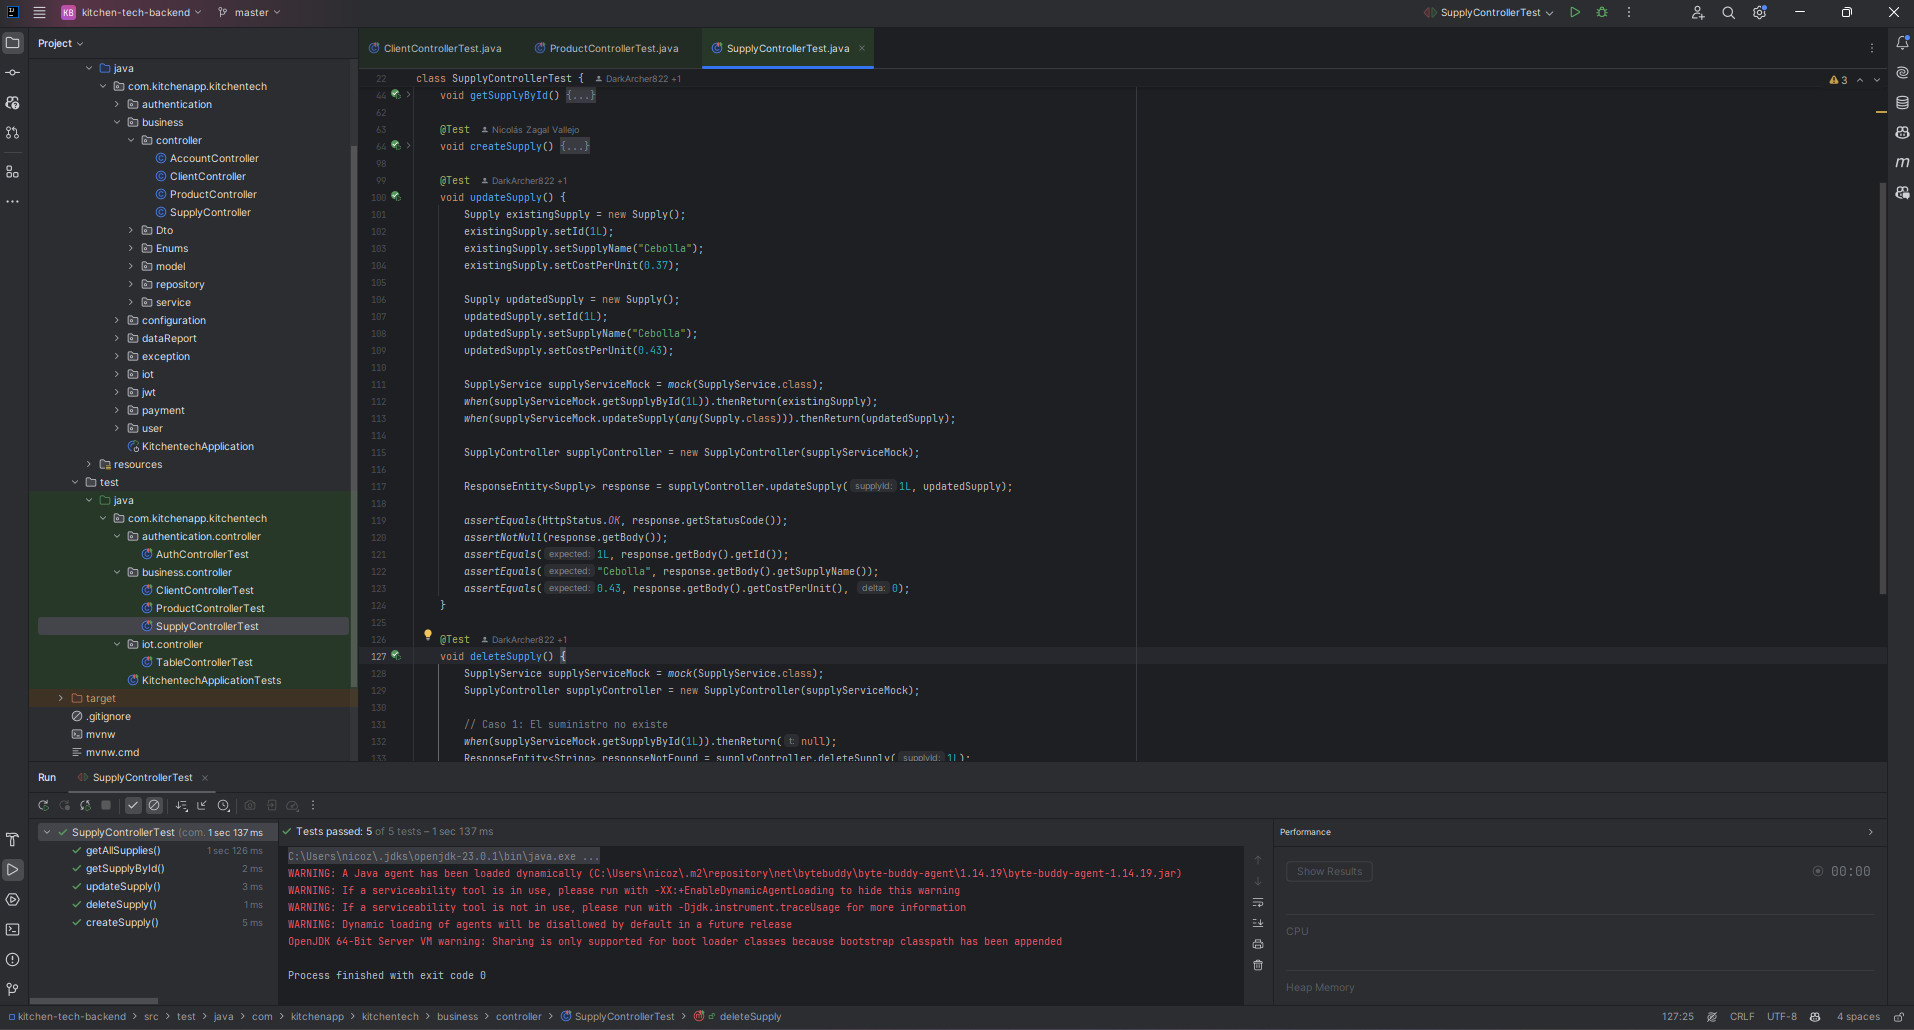 KB kitchen-tech-backend master SupplyControllerTest
Project
ClientControllerTest.java ProductControllerTest.java SupplyControllerTest.java
java
com.kitchenapp.kitchentech
authentication
business
controller
AccountController
ClientController
ProductController
SupplyController
Dto
Enums
model
repository
service
configuration
dataReport
exception
iot
jwt
payment
user
KitchentechApplication
resources
test
java
com.kitchenapp.kitchentech
authentication.controller
AuthControllerTest
business.controller
ClientControllerTest
ProductControllerTest
SupplyControllerTest
iot.controller
TableControllerTest
KitchentechApplicationTests
target
.gitignore
mvnw
mvnw.cmd
3
22 class SupplyControllerTest { DarkArcher822 +1
44 void getSupplyById() {...}
62
63 @Test Nicolás Zagal Vallejo
64 void createSupply() {...}
98
99 @Test DarkArcher822 +1
100 void updateSupply() {
101 Supply existingSupply = new Supply();
102 existingSupply.setId(1L);
103 existingSupply.setSupplyName("Cebolla");
104 existingSupply.setCostPerUnit(0.37);
105
106 Supply updatedSupply = new Supply();
107 updatedSupply.setId(1L);
108 updatedSupply.setSupplyName("Cebolla");
109 updatedSupply.setCostPerUnit(0.43);
110
111 SupplyService supplyServiceMock = mock(SupplyService.class);
112 when(supplyServiceMock.getSupplyById(1L)).thenReturn(existingSupply);
113 when(supplyServiceMock.updateSupply(any(Supply.class))).thenReturn(updatedSupply);
114
115 SupplyController supplyController = new SupplyController(supplyServiceMock);
116
117 ResponseEntity<Supply> response = supplyController.updateSupply( supplyId: 1L, updatedSupply);
118
119 assertEquals(HttpStatus.OK, response.getStatusCode());
120 assertNotNull(response.getBody());
121 assertEquals( expected: 1L, response.getBody().getId());
122 assertEquals( expected: "Cebolla", response.getBody().getSupplyName());
123 assertEquals( expected: 0.43, response.getBody().getCostPerUnit(), delta: 0);
124 }
125
126 @Test DarkArcher822 +1
127 void deleteSupply() {
128 SupplyService supplyServiceMock = mock(SupplyService.class);
129 SupplyController supplyController = new SupplyController(supplyServiceMock);
130
131 // Caso 1: El suministro no existe
132 when(supplyServiceMock.getSupplyById(1L)).thenReturn( t: null);
133 ResponseEntity<String> responseNotFound = supplyController.deleteSupply( supplyId: 1L);
Run SupplyControllerTest
SupplyControllerTest (com. 1 sec 137 ms
getAllSupplies() 1 sec 126 ms
getSupplyById() 2 ms
updateSupply() 3 ms
deleteSupply() 1 ms
createSupply() 5 ms
Tests passed: 5 of 5 tests – 1 sec 137 ms
C:\Users\nicoz\.jdks\openjdk-23.0.1\bin\java.exe ...
WARNING: A Java agent has been loaded dynamically (C:\Users\nicoz\.m2\repository\net\bytebuddy\byte-buddy-agent\1.14.19\byte-buddy-agent-1.14.19.jar)
WARNING: If a serviceability tool is in use, please run with -XX:+EnableDynamicAgentLoading to hide this warning
WARNING: If a serviceability tool is not in use, please run with -Djdk.instrument.traceUsage for more information
WARNING: Dynamic loading of agents will be disallowed by default in a future release
OpenJDK 64-Bit Server VM warning: Sharing is only supported for boot loader classes because bootstrap classpath has been appended
Process finished with exit code 0
Performance
Show Results 00:00
CPU
Heap Memory
kitchen-tech-backend > src > test > java > com > kitchenapp > kitchentech > business > controller > SupplyControllerTest > deleteSupply
127:25 CRLF UTF-8 4 spaces